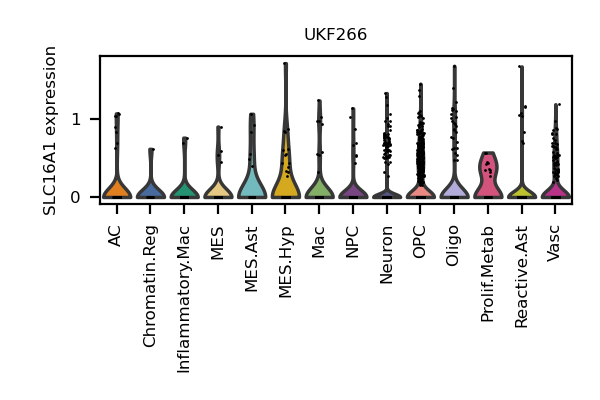 UKF266
SLC16A1 expression
1
0
AC
Chromatin.Reg
Inflammatory.Mac
MES
MES.Ast
MES.Hyp
Mac
NPC
Neuron
OPC
Oligo
Prolif.Metab
Reactive.Ast
Vasc